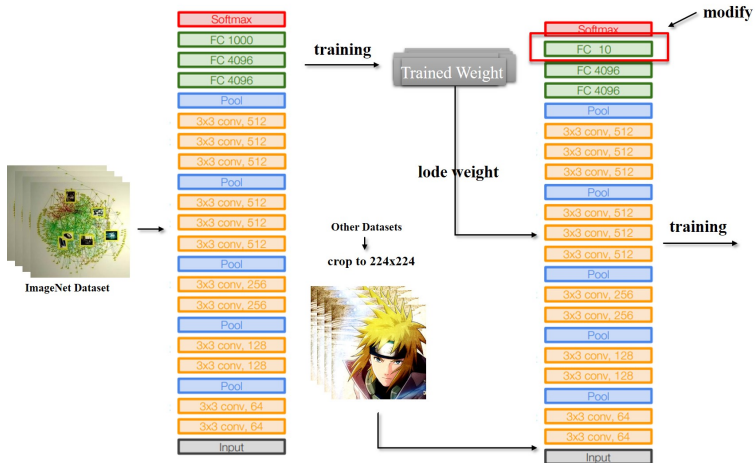 Softmax
FC 1000
FC 4096
FC 4096
Pool
3x3 conv, 512
3x3 conv, 512
3x3 conv, 512
Pool
3x3 conv, 512
3x3 conv, 512
3x3 conv, 512
Pool
3x3 conv, 256
3x3 conv, 256
Pool
3x3 conv, 128
3x3 conv, 128
Pool
3x3 conv, 64
3x3 conv, 64
Input
ImageNet Dataset
training
Trained Weight
lode weight
Other Datasets
crop to 224x224
modify
Softmax
FC 10
FC 4096
FC 4096
Pool
3x3 conv, 512
3x3 conv, 512
3x3 conv, 512
Pool
3x3 conv, 512
3x3 conv, 512
3x3 conv, 512
Pool
3x3 conv, 256
3x3 conv, 256
Pool
3x3 conv, 128
3x3 conv, 128
Pool
3x3 conv, 64
3x3 conv, 64
Input
training